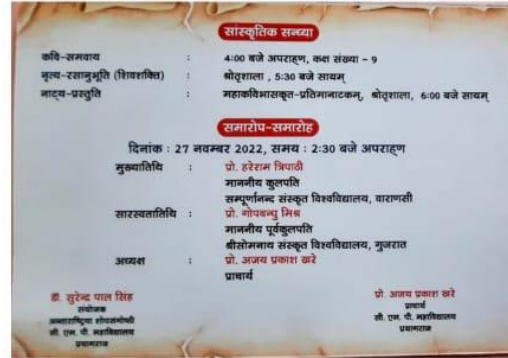 सांस्कृतिक सन्ध्या
कवि-समवाय : 4:00 बजे अपराह्ण, कक्ष संख्या - 9
नृत्य-रसानुभूति (शिवशक्ति) : श्रोतृशाला , 5:30 बजे सायम्
नाट्य-प्रस्तुति : महाकविभासकृत-प्रतिमानाटकम्, श्रोतृशाला, 6:00 बजे सायम्
समारोप-समारोह
दिनांक : 27 नवम्बर 2022, समय : 2:30 बजे अपराह्ण
मुख्यातिथि : प्रो. हरेराम त्रिपाठी
माननीय कुलपति
सम्पूर्णानन्द संस्कृत विश्वविद्यालय, वाराणसी
सारस्वतातिथि : प्रो. गोपबन्धु मिश्र
माननीय पूर्वकुलपति
श्रीसोमनाथ संस्कृत विश्वविद्यालय, गुजरात
अध्यक्ष : प्रो. अजय प्रकाश खरे
प्राचार्य
डॉ. सुरेन्द्र पाल सिंह
संयोजक
अन्ताराष्ट्रिया शोधसंगोष्ठी
सी. एम. पी. महाविद्यालय
प्रयागराज
प्रो. अजय प्रकाश खरे
प्राचार्य
सी. एम. पी. महाविद्यालय
प्रयागराज